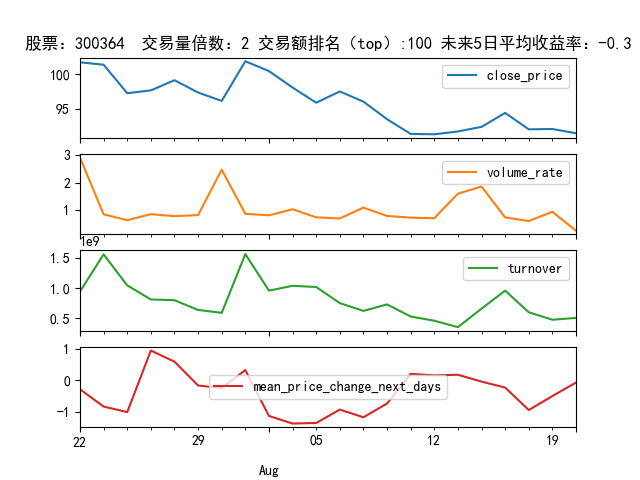 股票：300364  交易量倍数：2 交易额排名（top）:100 未来5日平均收益率：-0.3
100
95
close_price
3
2
1
volume_rate
1e9
1.5
1.0
0.5
turnover
1
0
−1
mean_price_change_next_days
22 29 05 12 19
Aug